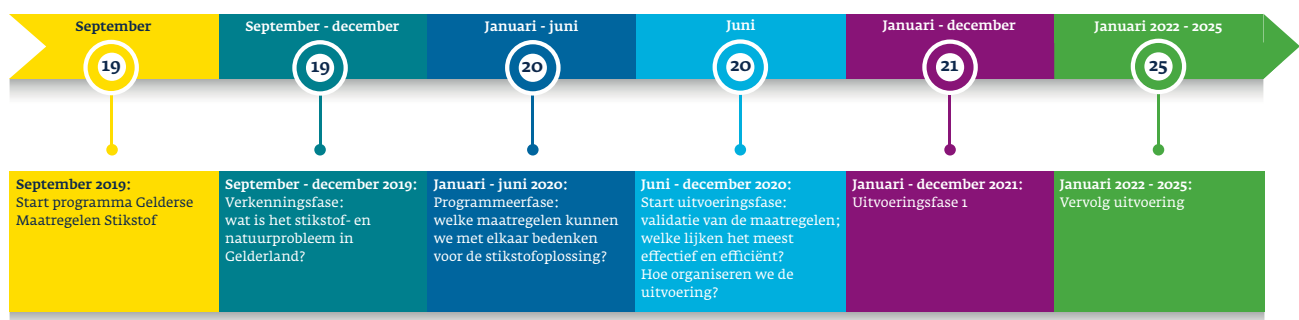 September
September - december
Januari - juni
Juni
Januari - december
Januari 2022 - 2025
19
19
20
20
21
25
September 2019:
Start programma Gelderse
Maatregelen Stikstof
September - december 2019:
Verkenningsfase:
wat is het stikstof- en
natuurprobleem in
Gelderland?
Januari - juni 2020:
Programmeerfase:
welke maatregelen kunnen
we met elkaar bedenken
voor de stikstofoplossing?
Juni - december 2020:
Start uitvoeringsfase:
validatie van de maatregelen;
welke lijken het meest
effectief en efficiënt?
Hoe organiseren we de
uitvoering?
Januari - december 2021:
Uitvoeringsfase 1
Januari 2022 - 2025:
Vervolg uitvoering